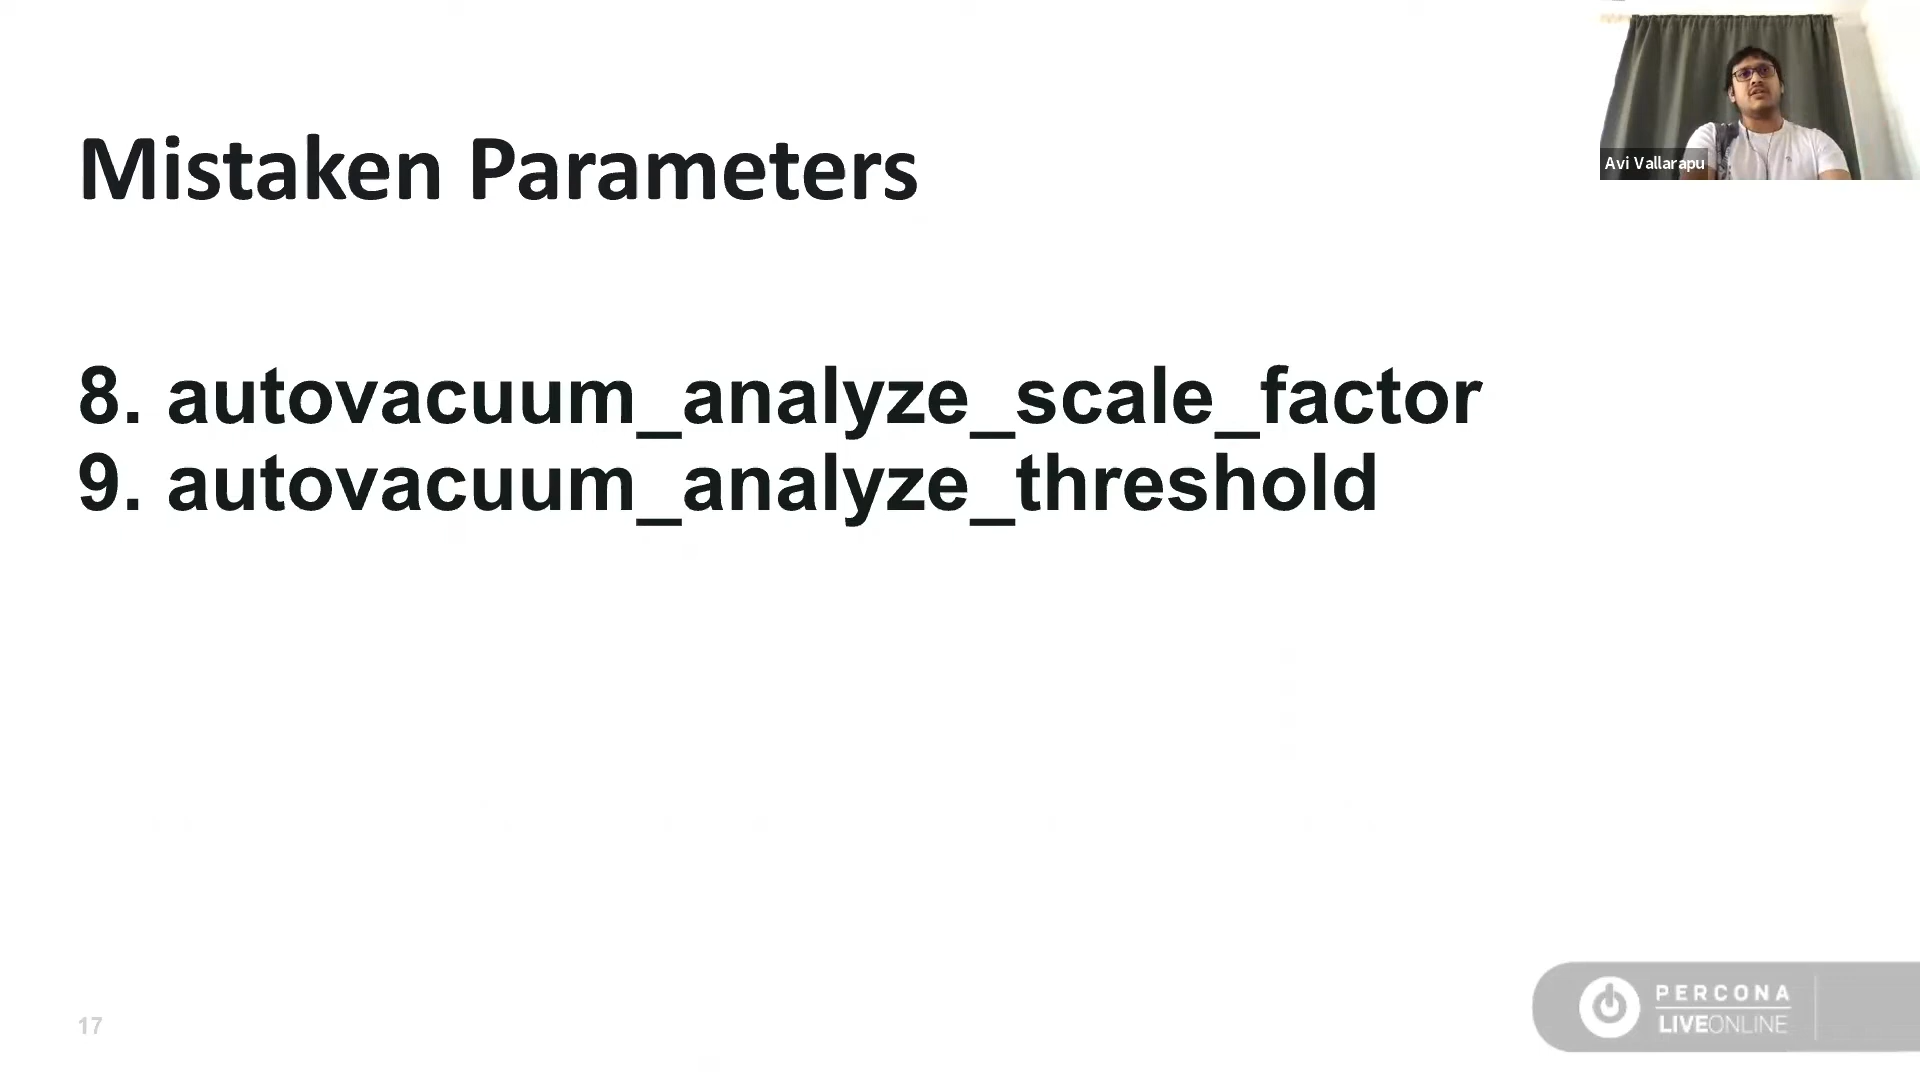 Mistaken Parameters
Avi Vallarapu
8. autovacuum_analyze_scale_factor
9. autovacuum_analyze_threshold
17
PERCONA
LIVEONLINE